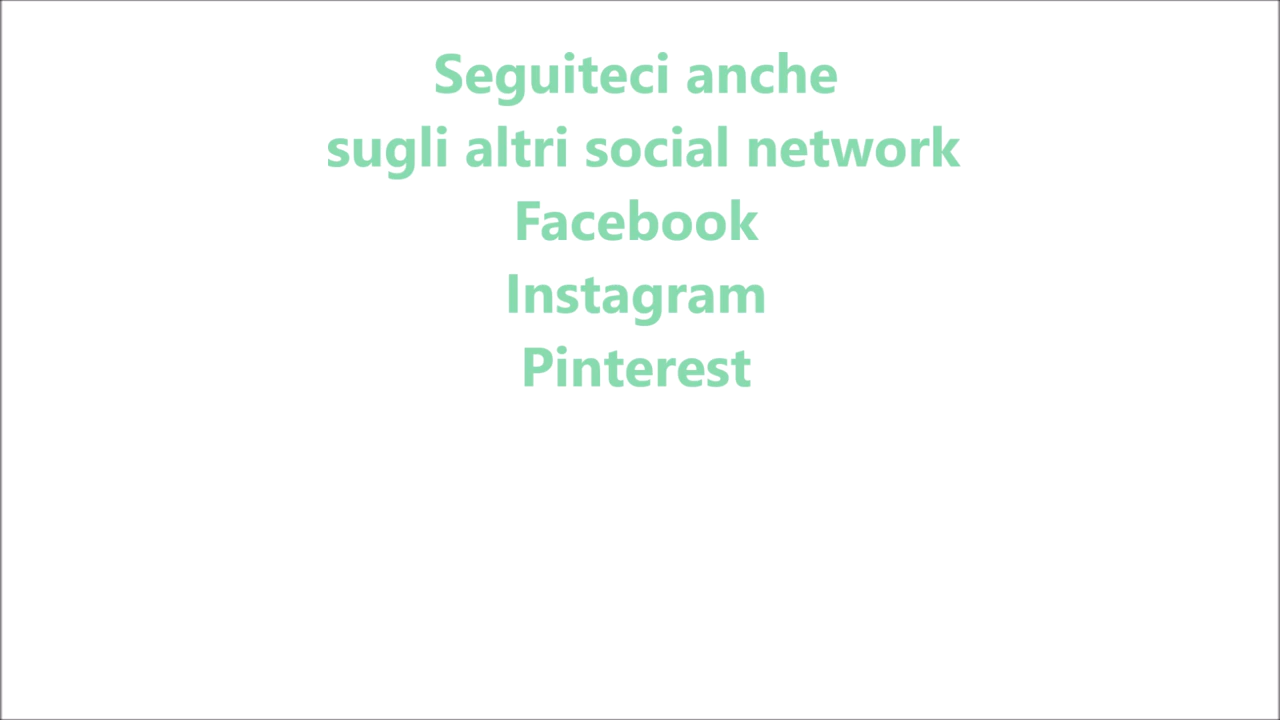 Seguiteci anche
sugli altri social network
Facebook
Instagram
Pinterest